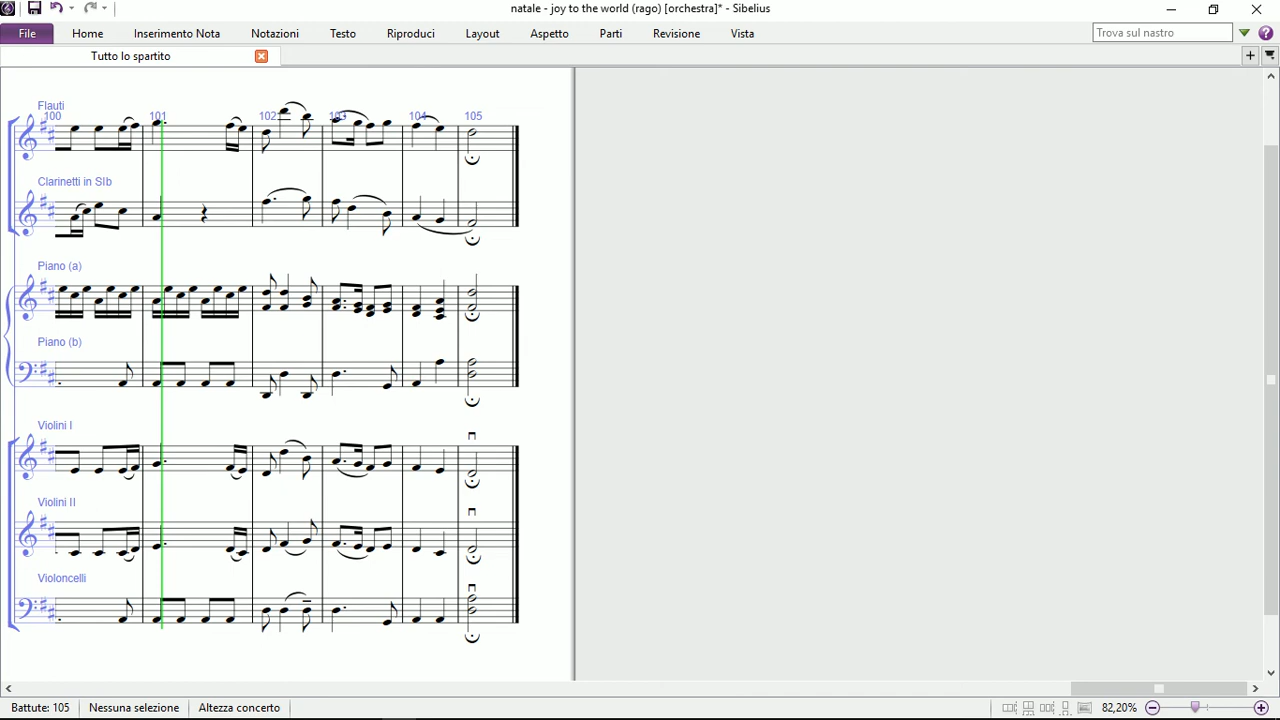 natale - joy to the world (rago) [orchestra]* - Sibelius
File Home Inserimento Nota Notazioni Testo Riproduci Layout Aspetto Parti Revisione Vista Trova sul nastro
Tutto lo spartito
Flauti
100 101 102 103 104 105
Clarinetti in SIb
Piano (a)
Piano (b)
Violini I
Violini II
Violoncelli
Battute: 105 Nessuna selezione Altezza concerto 82,20%